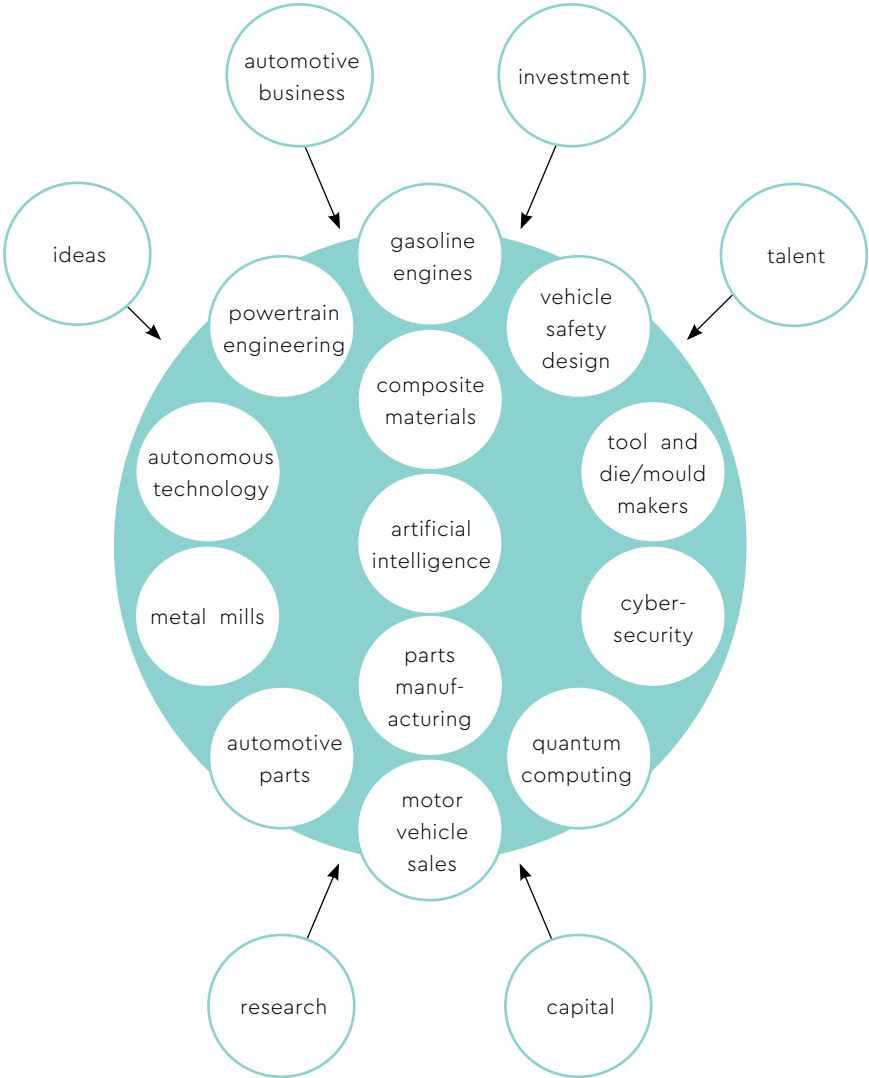 automotive
business
investment
ideas
talent
gasoline
engines
powertrain
engineering
vehicle
safety
design
composite
materials
autonomous
technology
tool and
die/mould
makers
artificial
intelligence
metal mills
cyber-
security
parts
manuf-
acturing
automotive
parts
quantum
computing
motor
vehicle
sales
research
capital